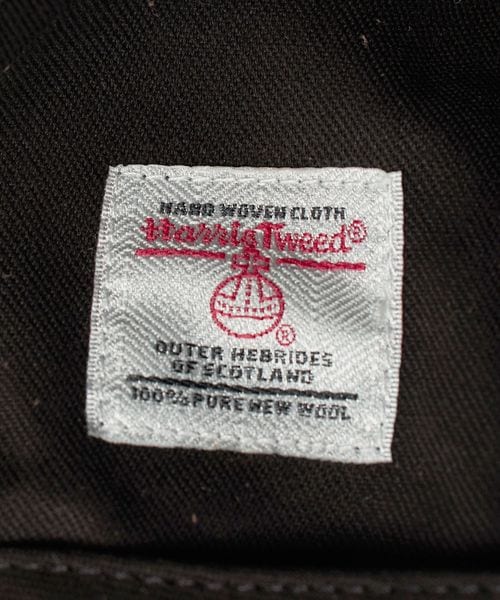 HAND WOVEN CLOTH
Harris Tweed®
®
OUTER HEBRIDES
OF SCOTLAND
100% PURE NEW WOOL